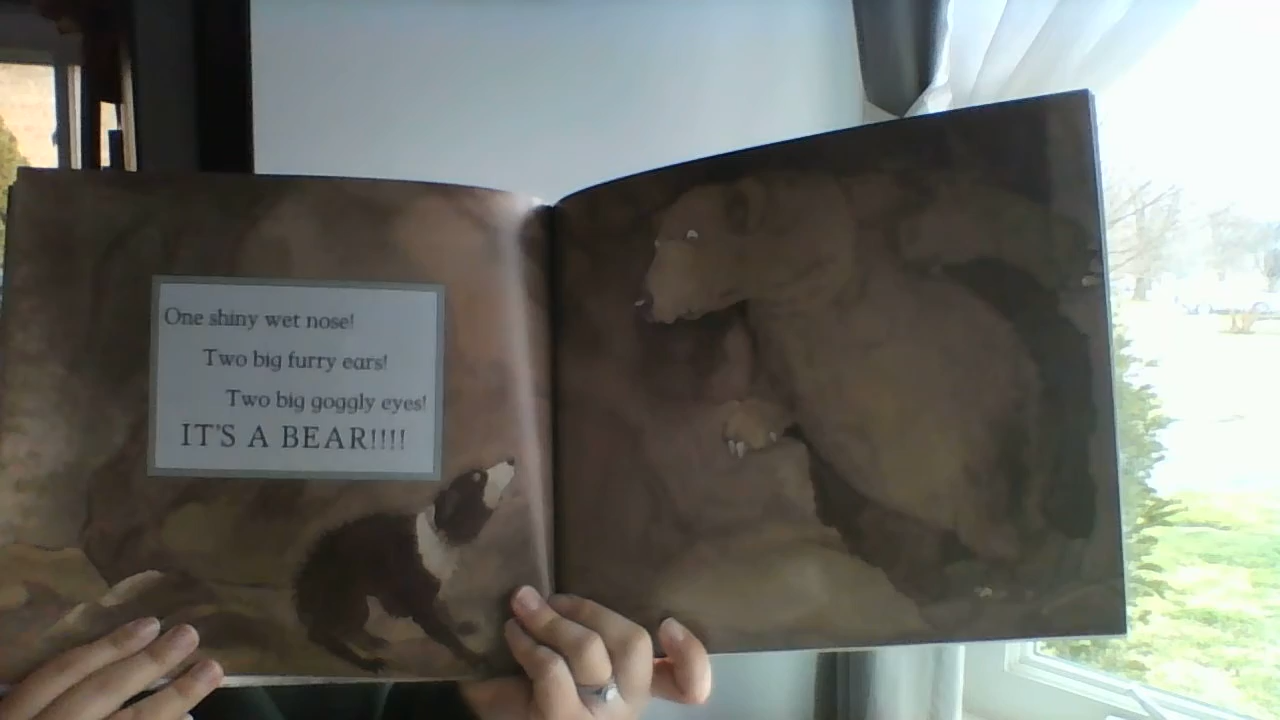 One shiny wet nose!
Two big furry ears!
Two big goggly eyes!
IT'S A BEAR!!!!